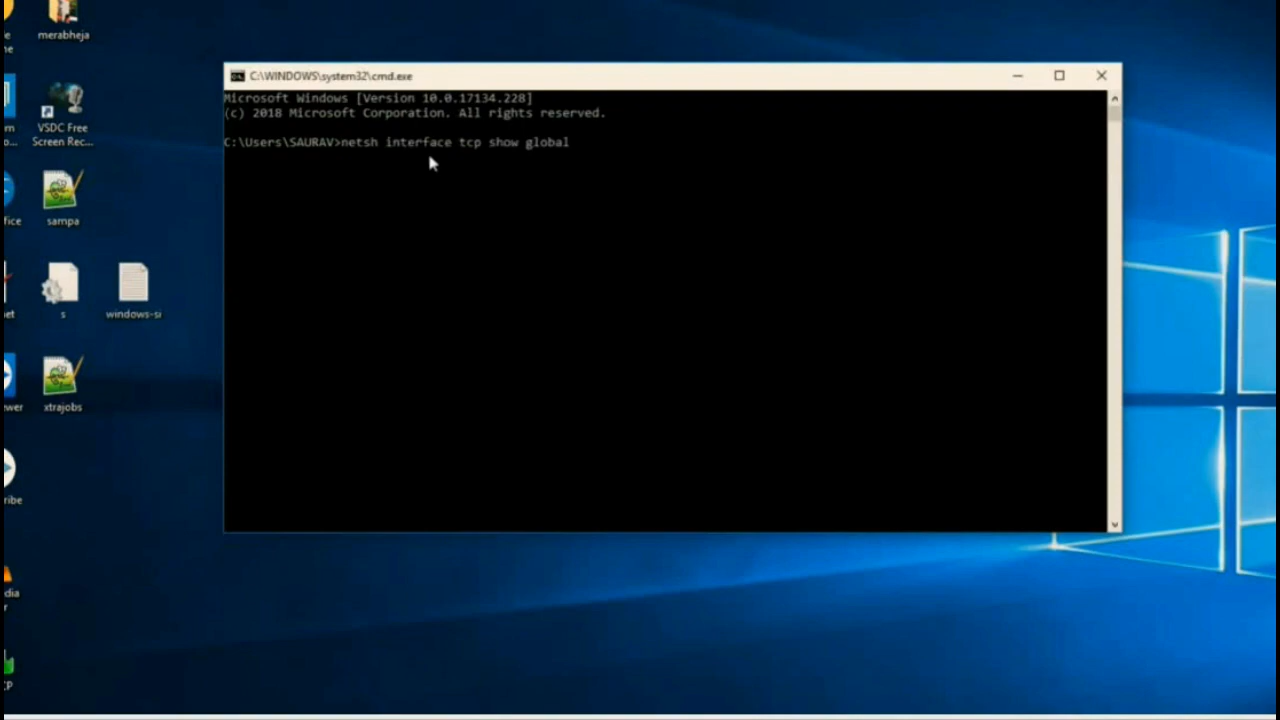 merabheja
VSDC Free
Screen Rec...
sampa
s
windows-si
xtrajobs
C:\WINDOWS\system32\cmd.exe
Microsoft Windows [Version 10.0.17134.228]
(c) 2018 Microsoft Corporation. All rights reserved.
C:\Users\SAURAV>netsh interface tcp show global